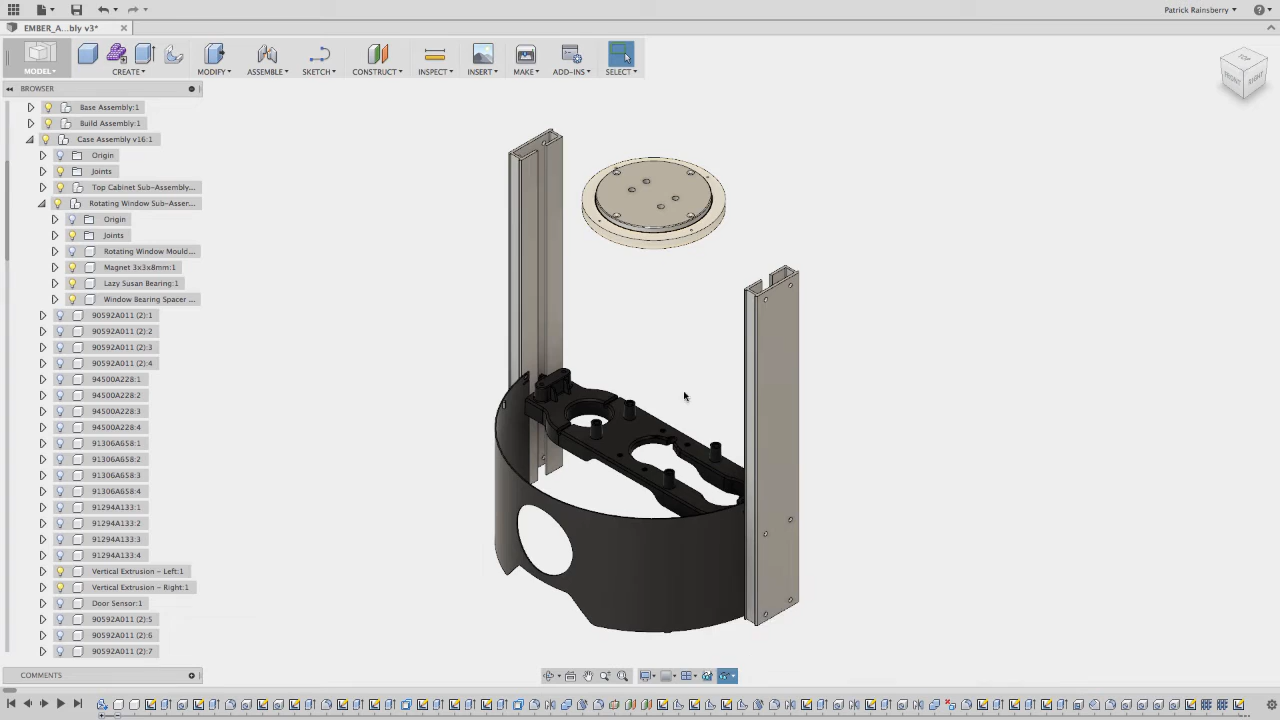 Patrick Rainsberry
EMBER_A...bly v3*
MODEL
CREATE
MODIFY
ASSEMBLE
SKETCH
CONSTRUCT
INSPECT
INSERT
MAKE
ADD-INS
SELECT
BROWSER
Base Assembly:1
Build Assembly:1
Case Assembly v16:1
Origin
Joints
Top Cabinet Sub-Assembly...
Rotating Window Sub-Asser...
Origin
Joints
Rotating Window Mould...
Magnet 3x3x8mm:1
Lazy Susan Bearing:1
Window Bearing Spacer ...
90592A011 (2):1
90592A011 (2):2
90592A011 (2):3
90592A011 (2):4
94500A228:1
94500A228:2
94500A228:3
94500A228:4
91306A658:1
91306A658:2
91306A658:3
91306A658:4
91294A133:1
91294A133:2
91294A133:3
91294A133:4
Vertical Extrusion - Left:1
Vertical Extrusion - Right:1
Door Sensor:1
90592A011 (2):5
90592A011 (2):6
90592A011 (2):7
COMMENTS
TOP
FRONT
RIGHT